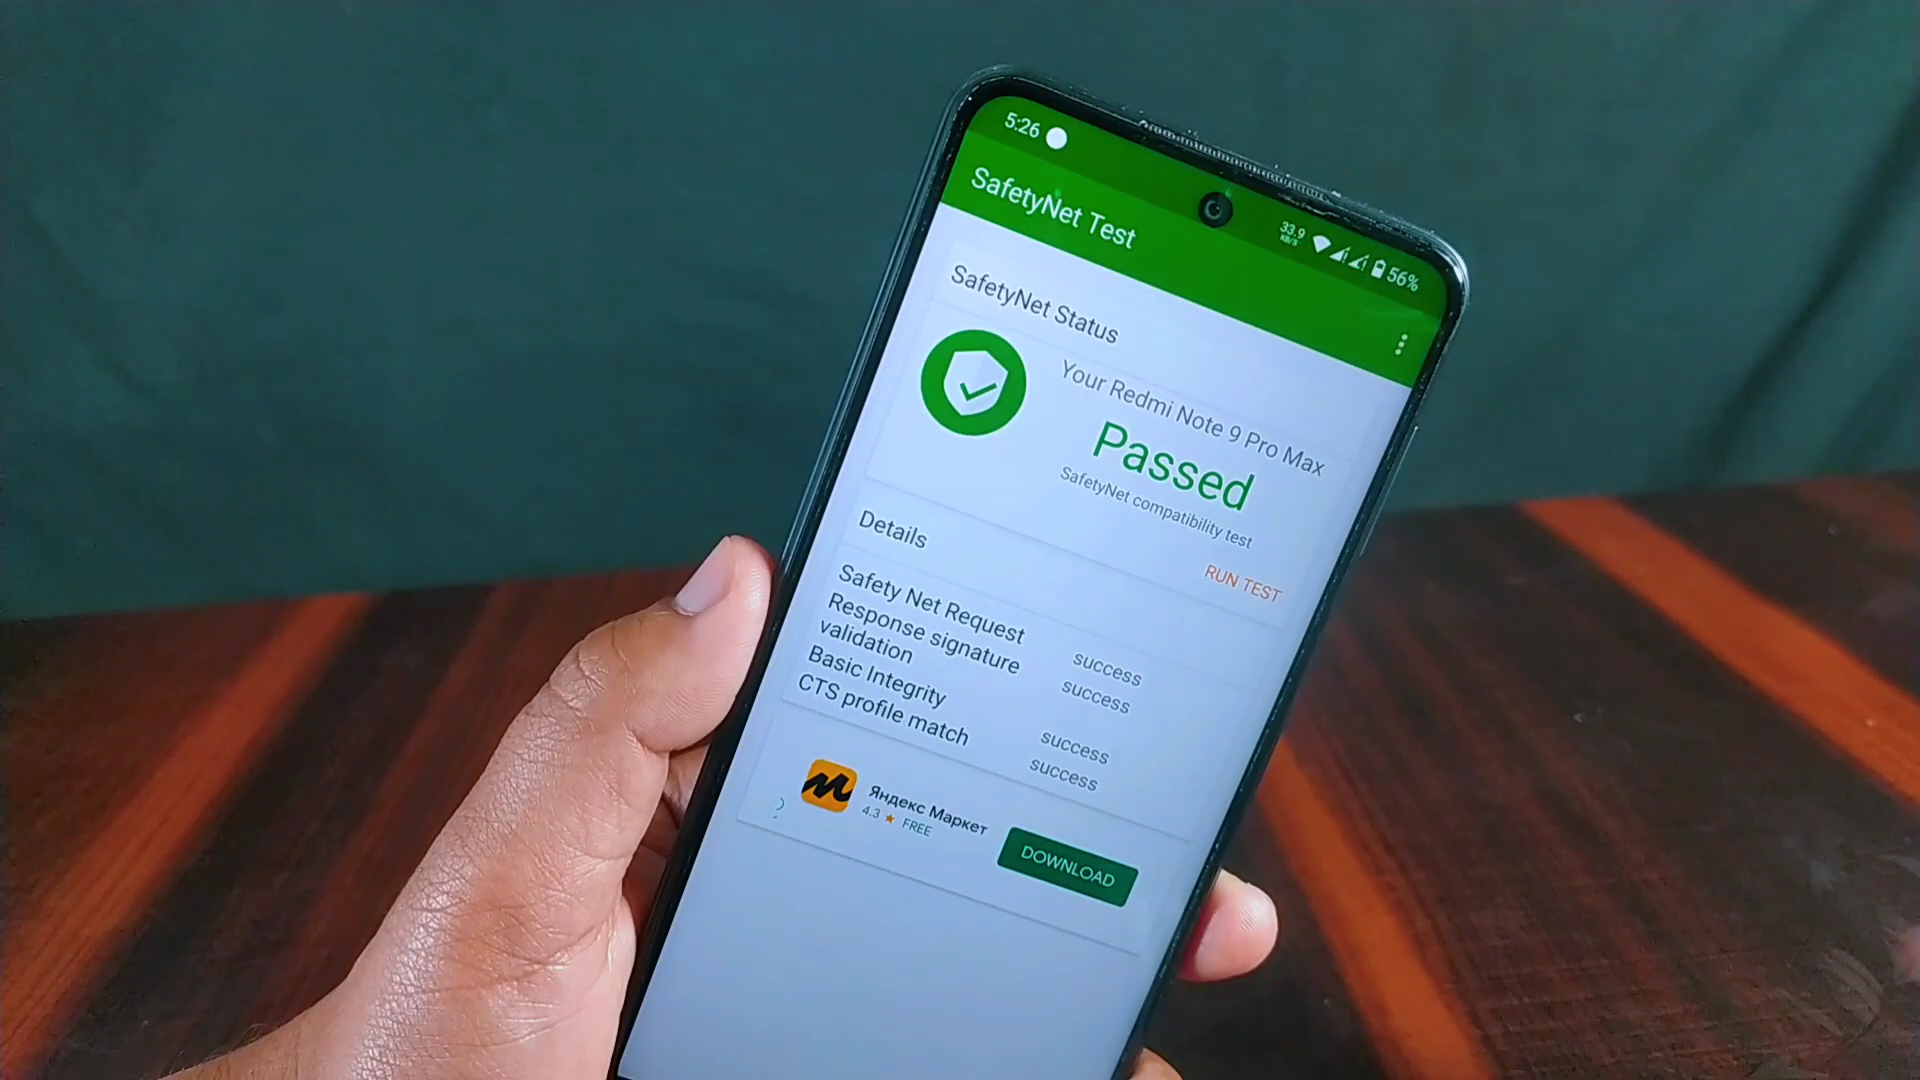 5:26
33.9
KB/S
56%
SafetyNet Test
SafetyNet Status
Your Redmi Note 9 Pro Max
Passed
SafetyNet compatibility test
RUN TEST
Details
Safety Net Request success
Response signature success
validation
Basic Integrity success
CTS profile match success
Яндекс Маркет
4.3 ★ FREE
DOWNLOAD